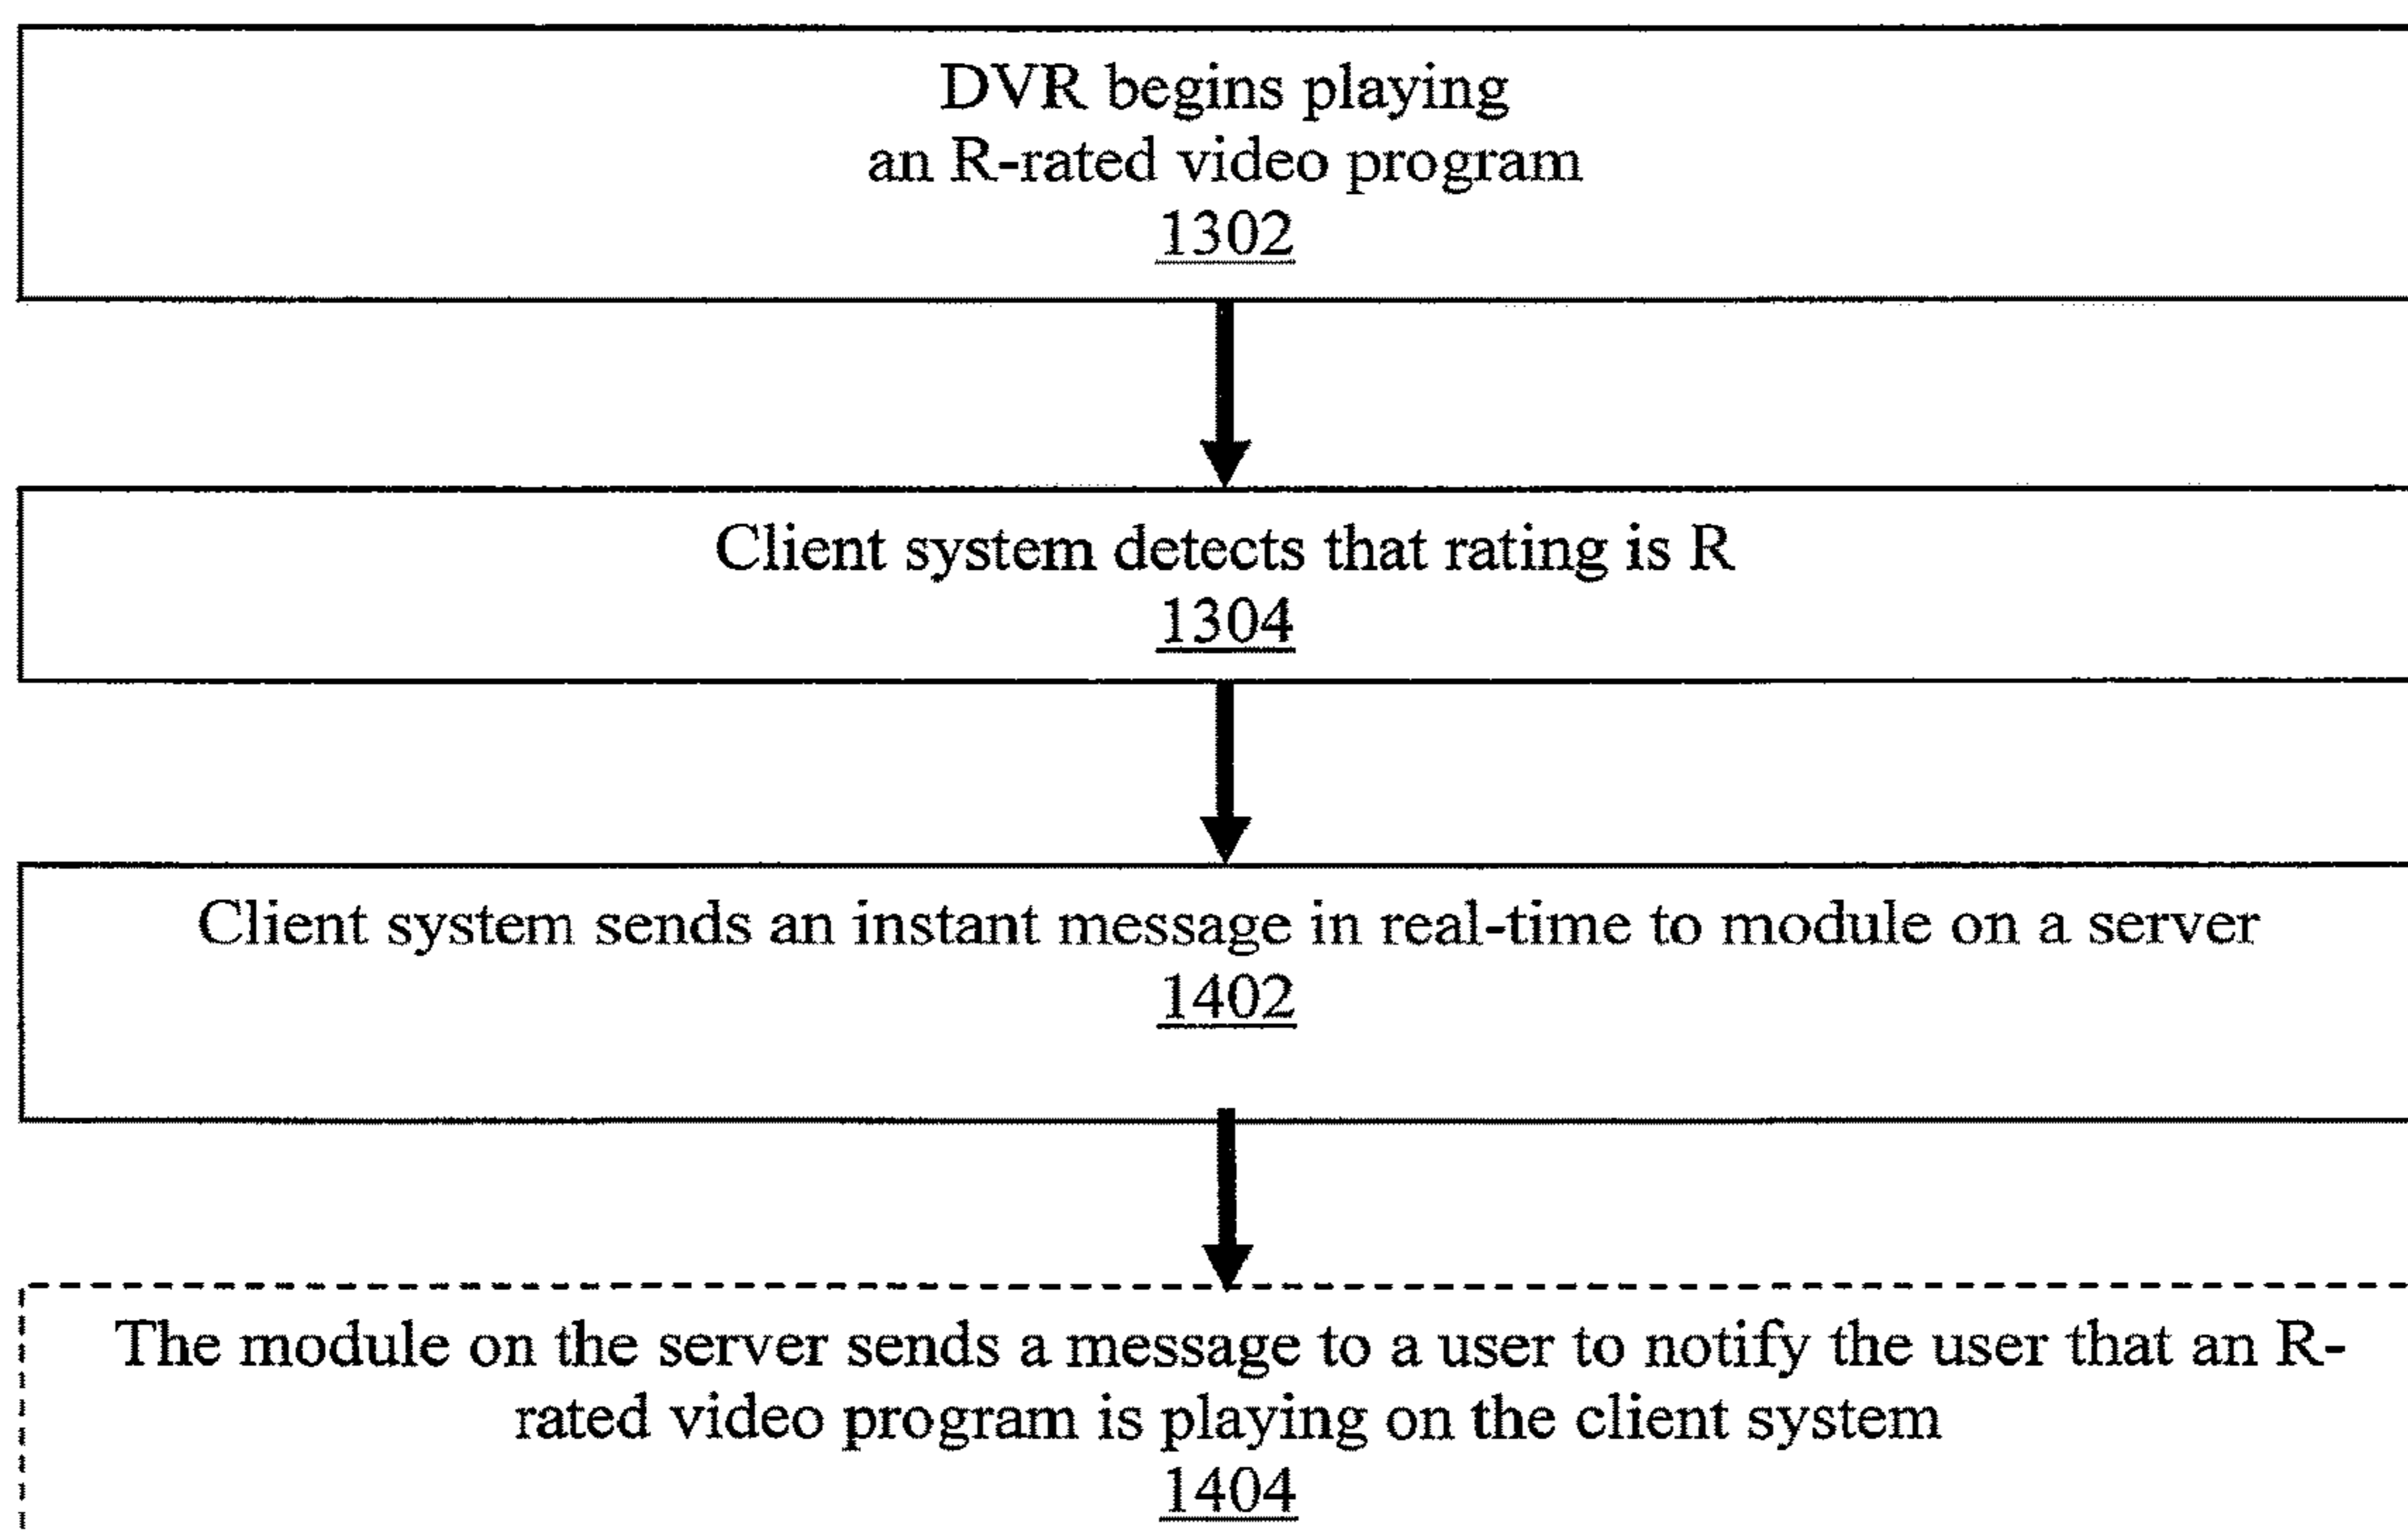 DVR begins playing
an R-rated video program
1302
Client system detects that rating is R
1304
Client system sends an instant message in real-time to module on a server
1402
The module on the server sends a message to a user to notify the user that an R-
rated video program is playing on the client system
1404